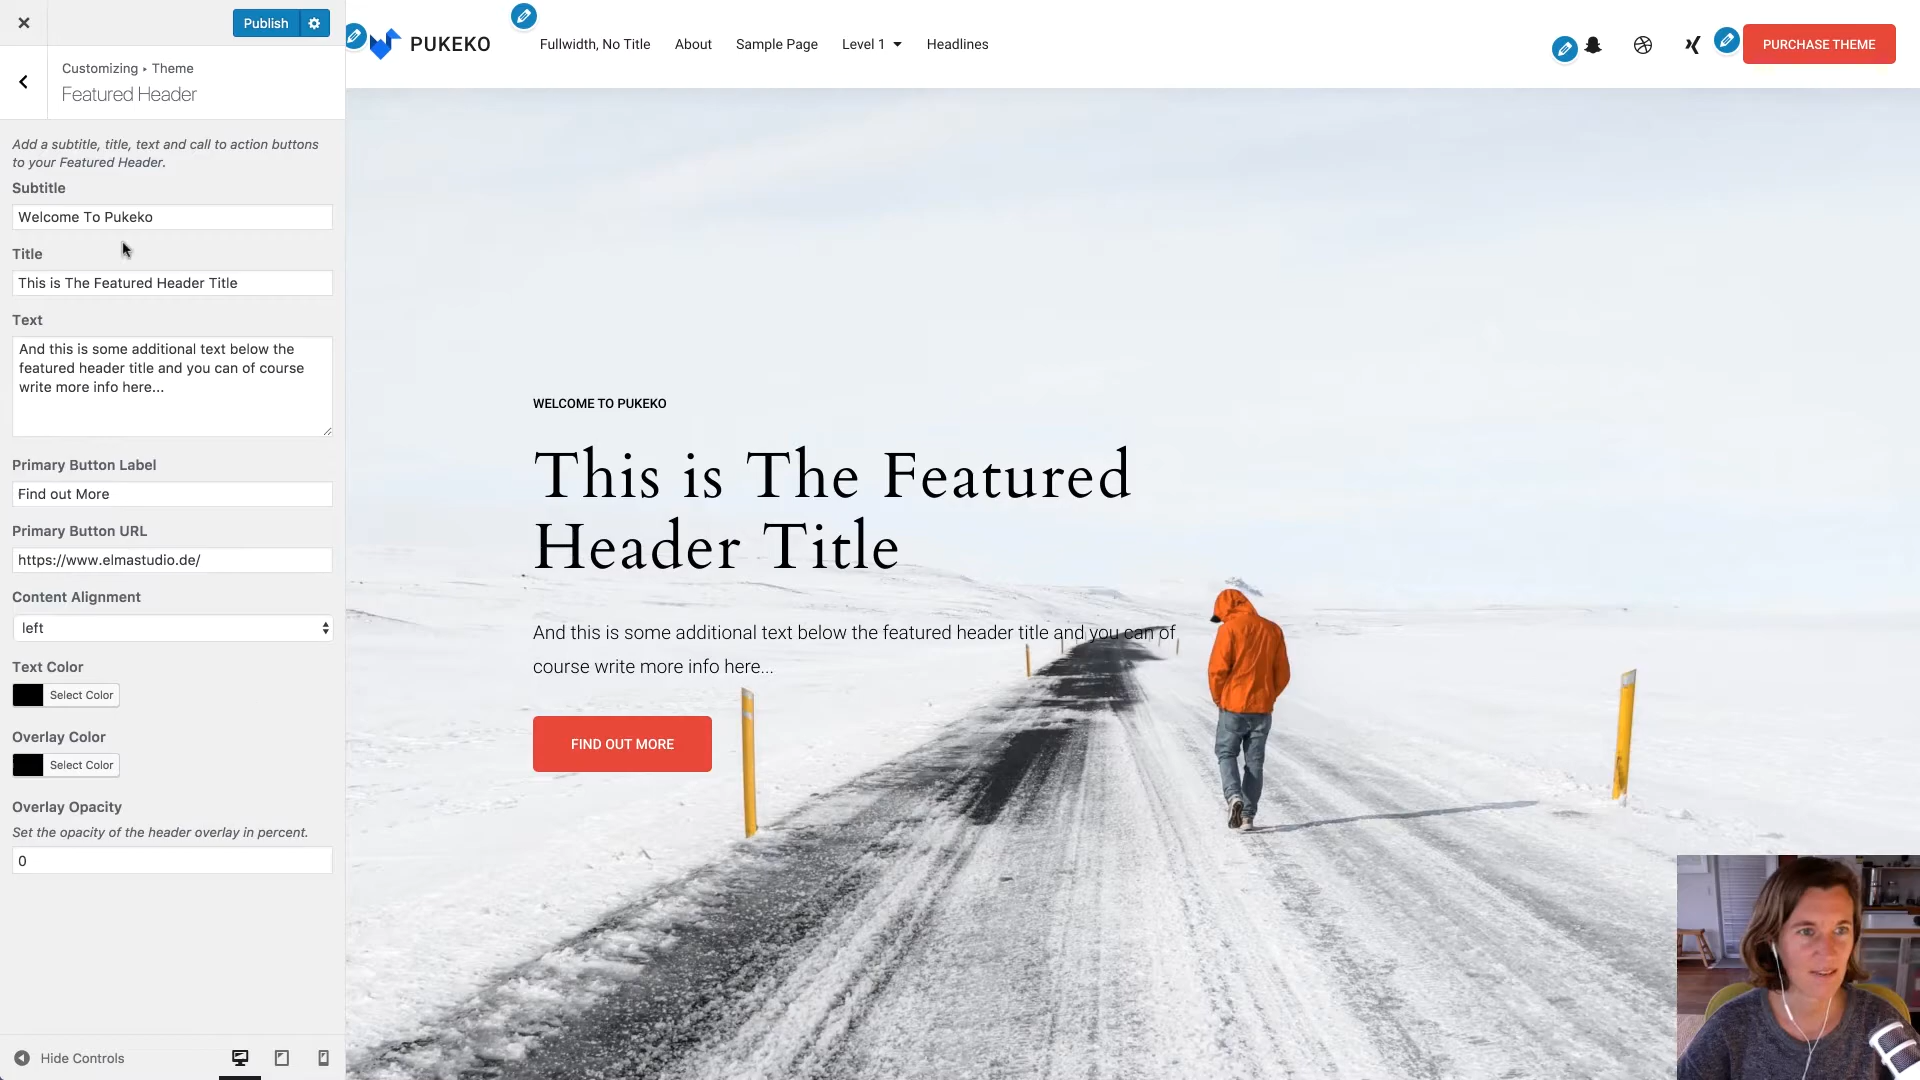 Publish
Customizing ▸ Theme
Featured Header
Add a subtitle, title, text and call to action buttons
to your Featured Header.
Subtitle
Welcome To Pukeko
Title
This is The Featured Header Title
Text
And this is some additional text below the
featured header title and you can of course
write more info here...
Primary Button Label
Find out More
Primary Button URL
https://www.elmastudio.de/
Content Alignment
left
Text Color
Select Color
Overlay Color
Select Color
Overlay Opacity
Set the opacity of the header overlay in percent.
0
Hide Controls
PUKEKO
Fullwidth, No Title
About
Sample Page
Level 1
Headlines
PURCHASE THEME
WELCOME TO PUKEKO
This is The Featured
Header Title
And this is some additional text below the featured header title and you can of
course write more info here...
FIND OUT MORE